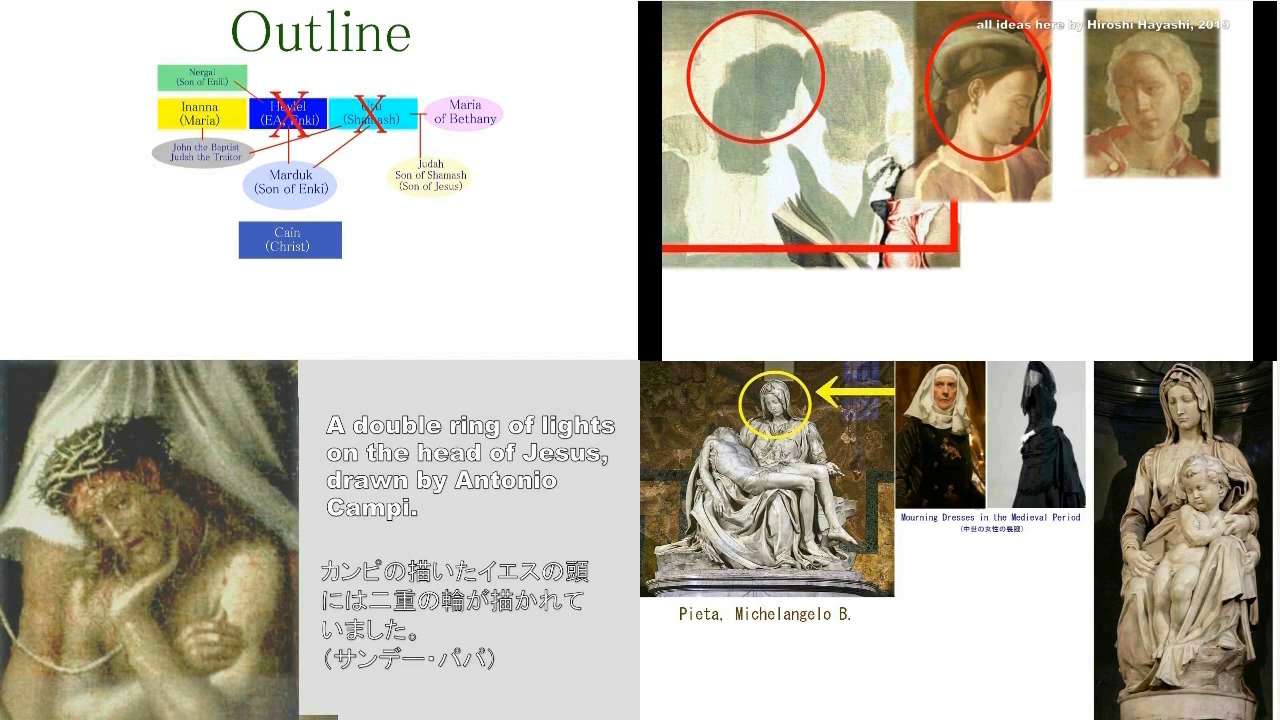 Outline
Nergal
(Son of Enlil)
Inanna
(Maria)
(EA, Enki)
(Shamash)
Maria
of Bethany
John the Baptist
Judah the Traitor
Marduk
(Son of Enki)
Judah
Son of Shamash
(Son of Jesus)
Cain
(Christ)
all ideas here by Hiroshi Hayashi, 2019
A double ring of lights
on the head of Jesus,
drawn by Antonio
Campi.
カンピの描いたイエスの頭
には二重の輪が描かれて
いました。
(サンデー・パパ)
Mourning Dresses in the Medieval Period
(中世の女性の喪服)
Pieta, Michelangelo B.